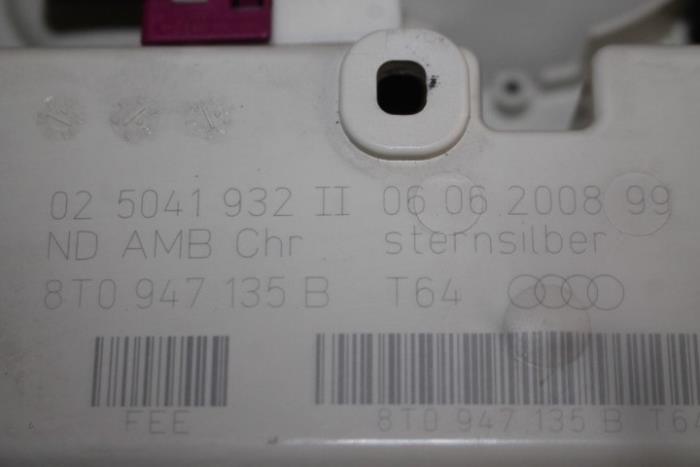 02 5041 932 II 06.06.2008 99
ND AMB Chr sternsilber
8T0 947 135 B T64
FEE 8T0 947 135 B T64